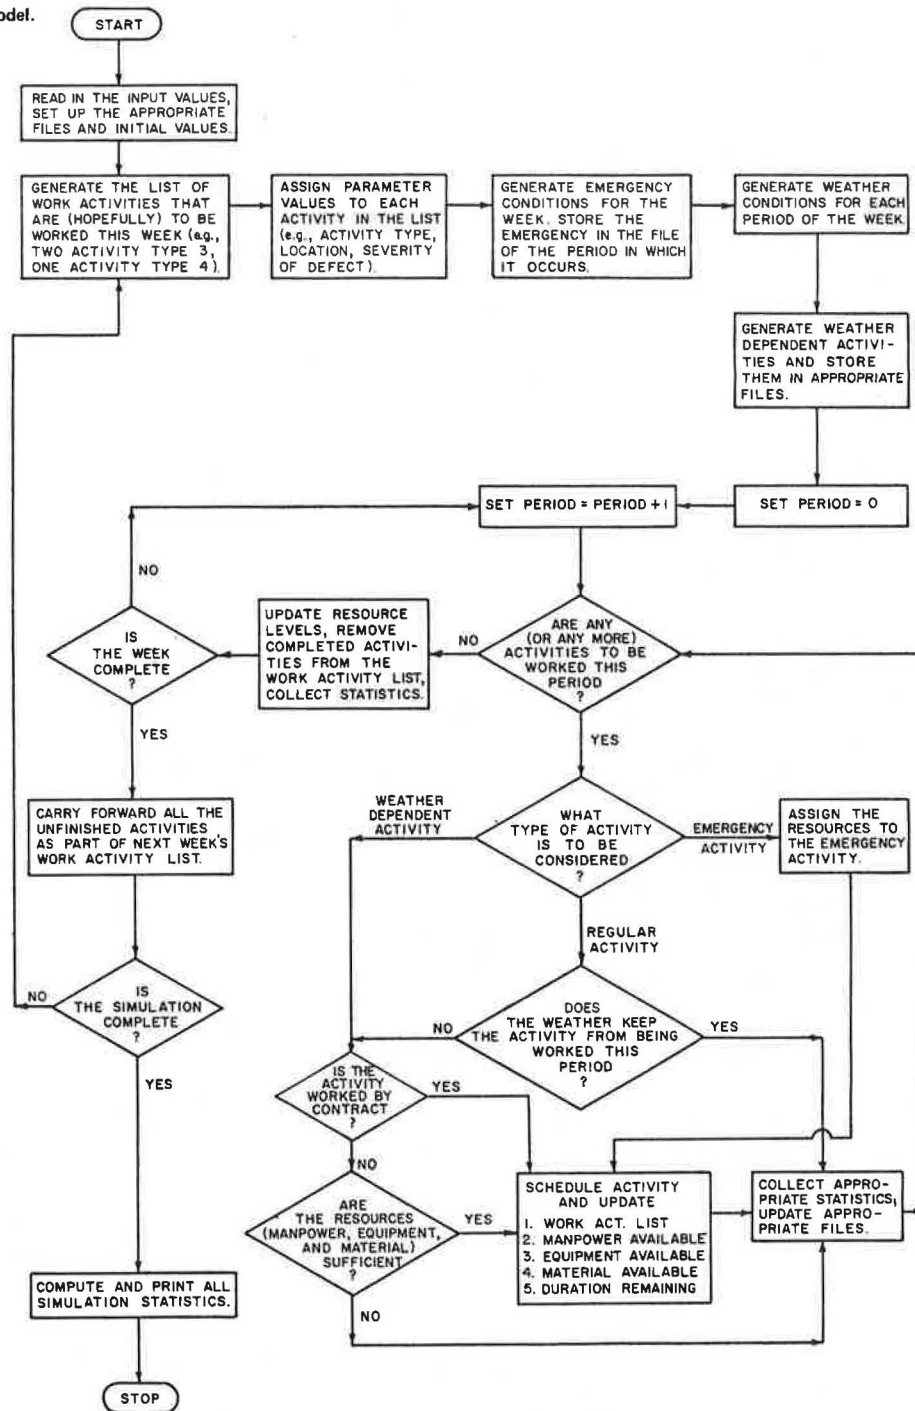 odel.
START
READ IN THE INPUT VALUES,
SET UP THE APPROPRIATE
FILES AND INITIAL VALUES.
GENERATE THE LIST OF
WORK ACTIVITIES THAT
ARE (HOPEFULLY) TO BE
WORKED THIS WEEK (e.g.,
TWO ACTIVITY TYPE 3,
ONE ACTIVITY TYPE 4).
ASSIGN PARAMETER
VALUES TO EACH
ACTIVITY IN THE LIST
(e.g., ACTIVITY TYPE,
LOCATION, SEVERITY
OF DEFECT).
GENERATE EMERGENCY
CONDITIONS FOR THE
WEEK. STORE THE
EMERGENCY IN THE FILE
OF THE PERIOD IN WHICH
IT OCCURS.
GENERATE WEATHER
CONDITIONS FOR EACH
PERIOD OF THE WEEK.
GENERATE WEATHER
DEPENDENT ACTIVI-
TIES AND STORE
THEM IN APPROPRIATE
FILES.
SET PERIOD = 0
SET PERIOD = PERIOD + 1
ARE ANY
(OR ANY MORE)
ACTIVITIES TO BE
WORKED THIS
PERIOD
?
NO
UPDATE RESOURCE
LEVELS, REMOVE
COMPLETED ACTIVI-
TIES FROM THE
WORK ACTIVITY LIST,
COLLECT STATISTICS.
IS
THE WEEK
COMPLETE
?
NO
YES
CARRY FORWARD ALL THE
UNFINISHED ACTIVITIES
AS PART OF NEXT WEEK'S
WORK ACTIVITY LIST.
IS
THE SIMULATION
COMPLETE
?
NO
YES
COMPUTE AND PRINT ALL
SIMULATION STATISTICS.
STOP
YES
WHAT
TYPE OF ACTIVITY
IS TO BE
CONSIDERED
?
WEATHER
DEPENDENT
ACTIVITY
EMERGENCY
ACTIVITY
ASSIGN THE
RESOURCES TO
THE EMERGENCY
ACTIVITY.
REGULAR
ACTIVITY
DOES
THE WEATHER KEEP
THE ACTIVITY FROM BEING
WORKED THIS
PERIOD
?
NO
YES
IS THE
ACTIVITY
WORKED BY
CONTRACT
?
YES
NO
ARE
THE RESOURCES
(MANPOWER, EQUIPMENT,
AND MATERIAL)
SUFFICIENT
?
YES
NO
SCHEDULE ACTIVITY
AND UPDATE
1. WORK ACT. LIST
2. MANPOWER AVAILABLE
3. EQUIPMENT AVAILABLE
4. MATERIAL AVAILABLE
5. DURATION REMAINING
COLLECT APPRO-
PRIATE STATISTICS,
UPDATE APPRO-
PRIATE FILES.